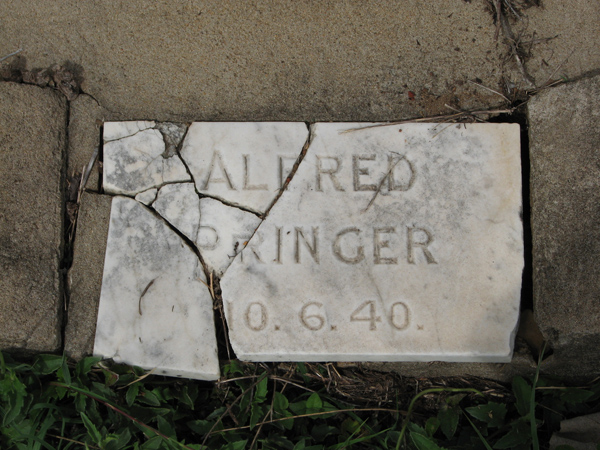 ALFRED
PRINGER
10.6.40.